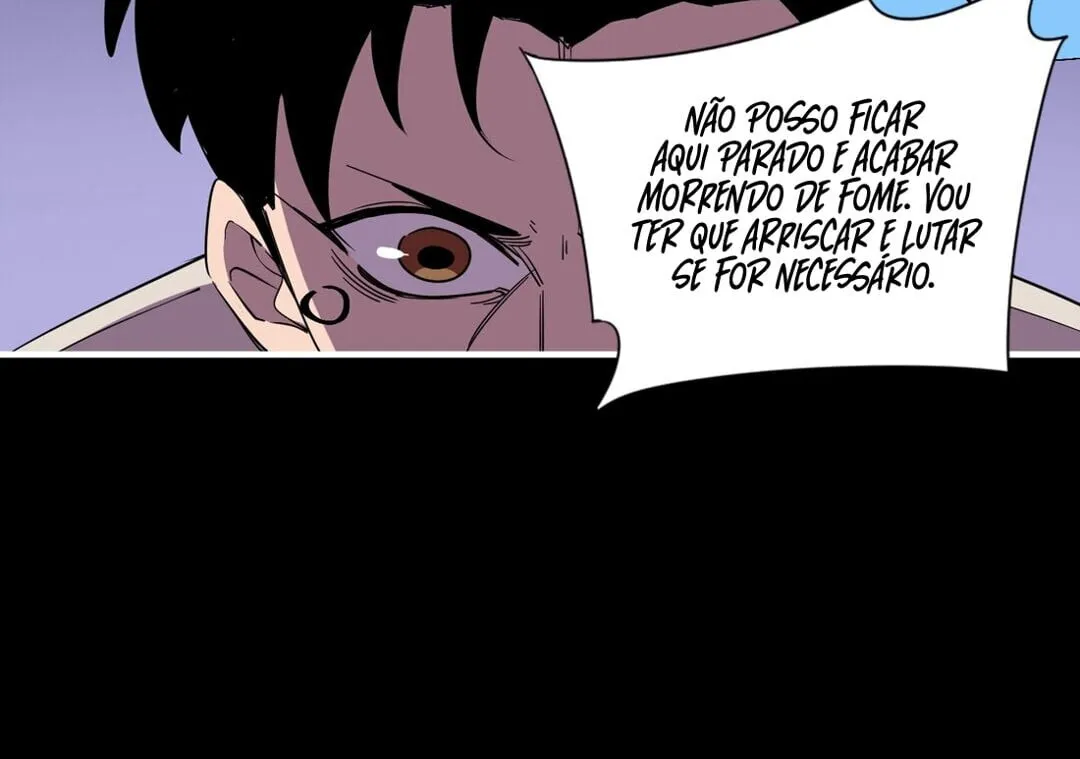 NÃO POSSO FICAR
AQUI PARADO E ACABAR
MORRENDO DE FOME. VOU
TER QUE ARRISCAR E LUTAR
SE FOR NECESSÁRIO.